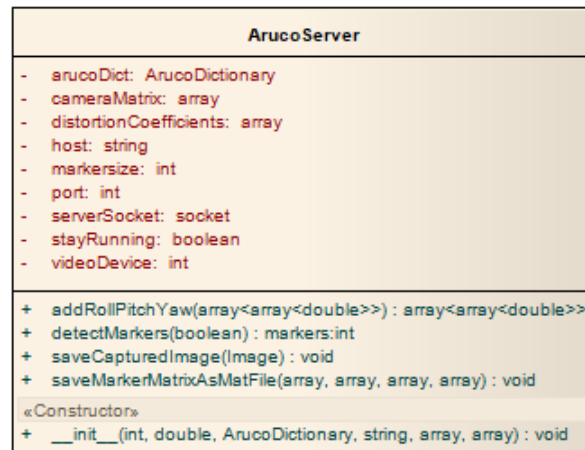 ArucoServer
- arucoDict: ArucoDictionary
- cameraMatrix: array
- distortionCoefficients: array
- host: string
- markersize: int
- port: int
- serverSocket: socket
- stayRunning: boolean
- videoDevice: int
+ addRollPitchYaw(array<array<double>>) : array<array<double>>
+ detectMarkers(boolean) : markers:int
+ saveCapturedImage(Image) : void
+ saveMarkerMatrixAsMatFile(array, array, array, array) : void
«Constructor»
+ __init__(int, double, ArucoDictionary, string, array, array) : void